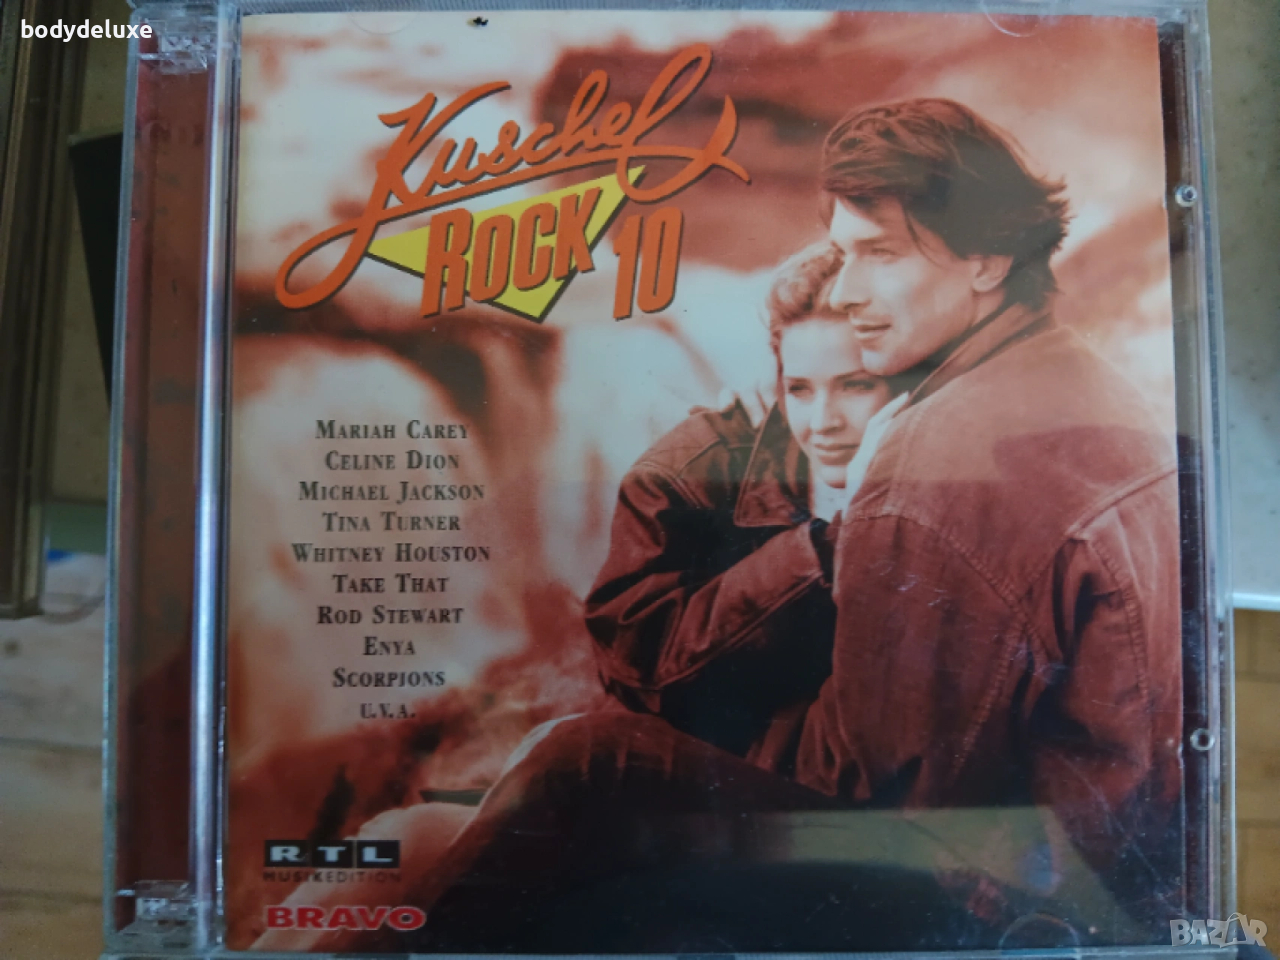 bodydeluxe
Kuschel
ROCK 10
MARIAH CAREY
CELINE DION
MICHAEL JACKSON
TINA TURNER
WHITNEY HOUSTON
TAKE THAT
ROD STEWART
ENYA
SCORPIONS
U.V.A.
RTL
MUSIKEDITION
BRAVO
BAZAR